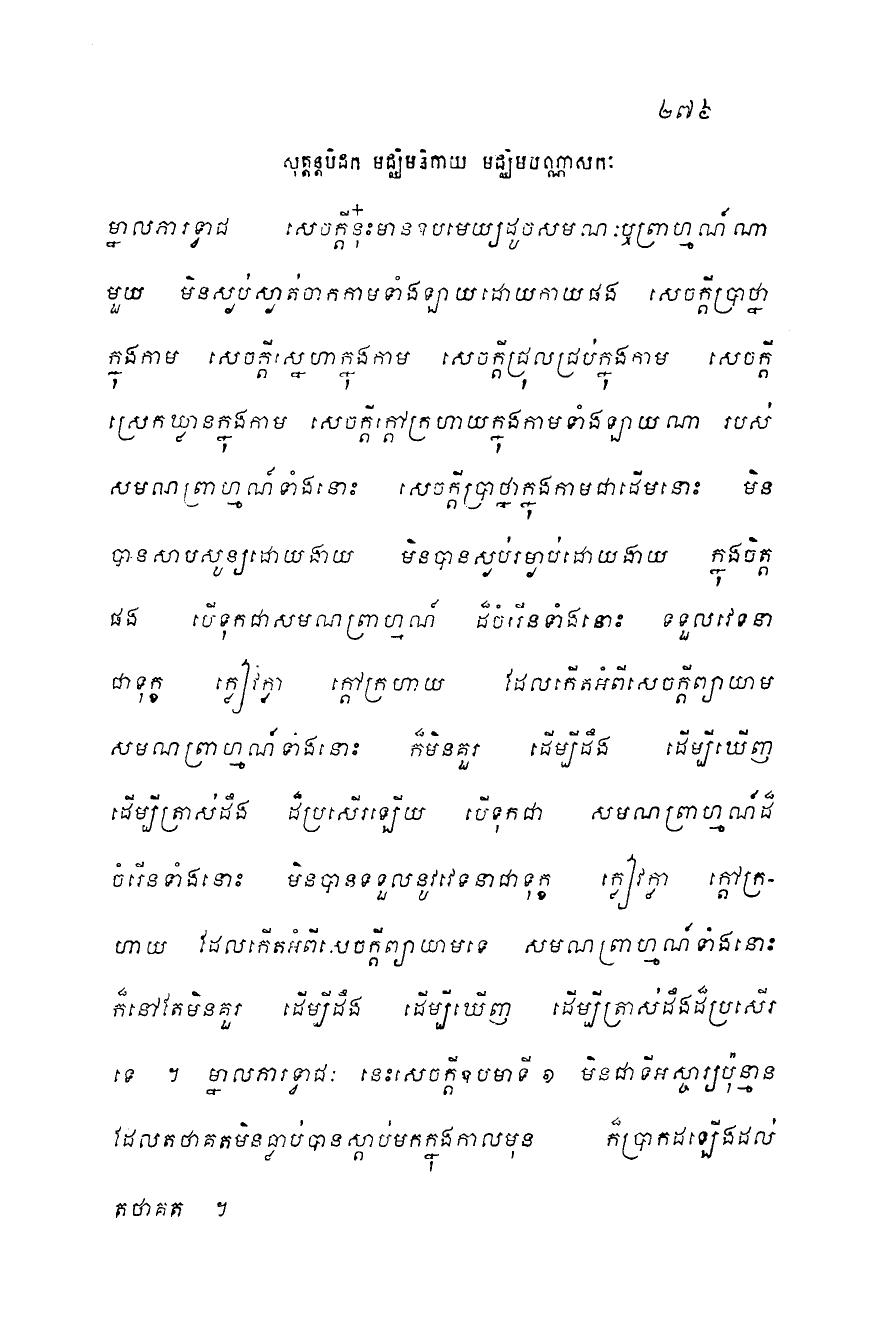 ២៧៩
សុត្តន្តបិដក មជ្ឈិមនិកាយ មជ្ឈិមបណ្ណាសកៈ
ម្នាលភារទ្វាជ សេចក្តីនុ៎ះមានឧបមេយ្យដូចសមណៈឬព្រាហ្មណ៍ណា
មួយ មិនស្ងប់ស្ងាត់ចាកកាមទាំងឡាយដោយកាយផង សេចក្តីប្រាថ្នា
ក្នុងកាម សេចក្តីស្នេហាក្នុងកាម សេចក្តីជ្រុលជ្រប់ក្នុងកាម សេចក្តី
ស្រេកឃ្លានក្នុងកាម សេចក្តីក្តៅក្រហាយក្នុងកាមទាំងឡាយណា របស់
សមណព្រាហ្មណ៍ទាំងនោះ សេចក្តីប្រាថ្នាក្នុងកាមជាដើមនោះ មិន
បានសាបសូន្យដោយងាយ មិនបានស្ងប់រម្ងាប់ដោយងាយ ក្នុងចិត្ត
ផង បើទុកជាសមណព្រាហ្មណ៍ ដ៏ចំរើនទាំងនោះ ទទួលវេទនា
ជាទុក្ខ ក្លៀវក្លា ក្តៅក្រហាយ ដែលកើតអំពីសេចក្តីព្យាយាម
សមណព្រាហ្មណ៍ទាំងនោះ ក៏មិនគួរ ដើម្បីដឹង ដើម្បីឃើញ
ដើម្បីត្រាស់ដឹង ដ៏ប្រសើរឡើយ បើទុកជា សមណព្រាហ្មណ៍ដ៏
ចំរើនទាំងនោះ មិនបានទទួលនូវវេទនាជាទុក្ខ ក្លៀវក្លា ក្តៅក្រ-
ហាយ ដែលកើតអំពីសេចក្តីព្យាយាមទេ សមណព្រាហ្មណ៍ទាំងនោះ
ក៏នៅតែមិនគួរ ដើម្បីដឹង ដើម្បីឃើញ ដើម្បីត្រាស់ដឹងដ៏ប្រសើរ
ទេ ។ ម្នាលភារទ្វាជៈ នេះសេចក្តីឧបមាទី ១ មិនជាទីអស្ចារ្យប៉ុន្មាន
ដែលតថាគតមិនធ្លាប់បានស្តាប់មកក្នុងកាលមុន ក៏ប្រាកដឡើងដល់
តថាគត ។